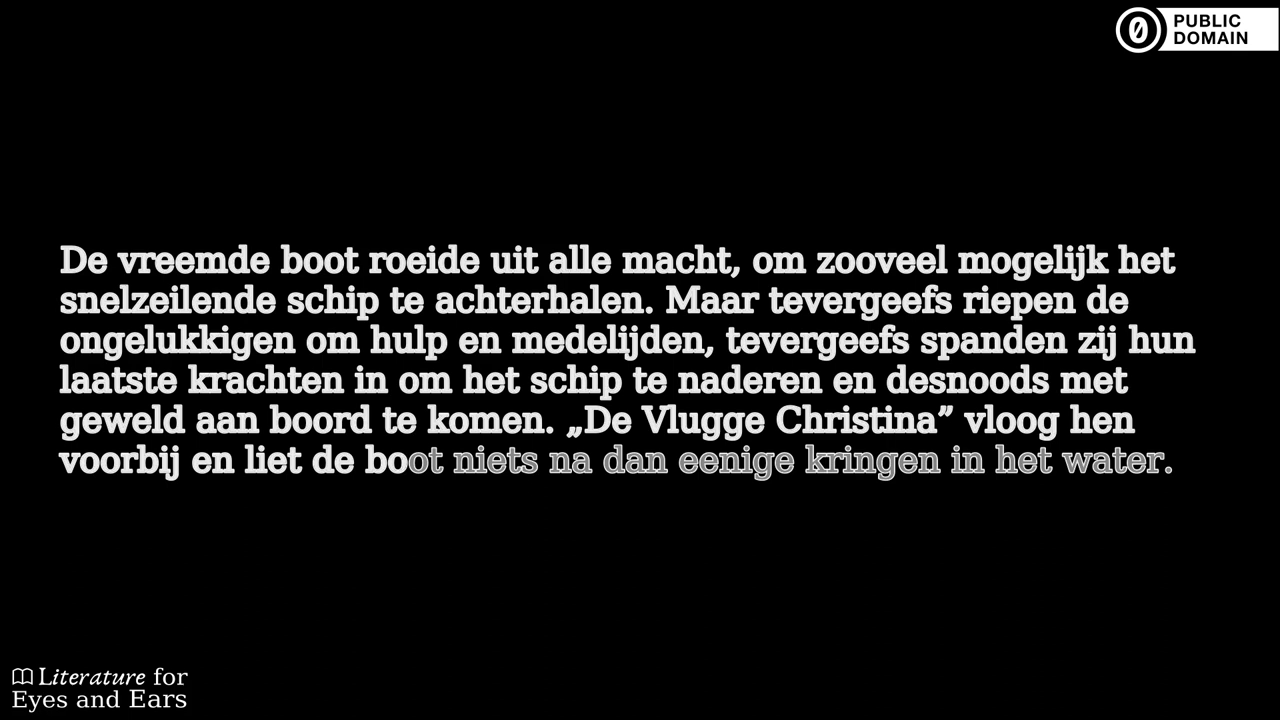 PUBLIC
DOMAIN
De vreemde boot roeide uit alle macht, om zooveel mogelijk het
snelzeilende schip te achterhalen. Maar tevergeefs riepen de
ongelukkigen om hulp en medelijden, tevergeefs spanden zij hun
laatste krachten in om het schip te naderen en desnoods met
geweld aan boord te komen. „De Vlugge Christina” vloog hen
voorbij en liet de boot niets na dan eenige kringen in het water.
Literature for
Eyes and Ears